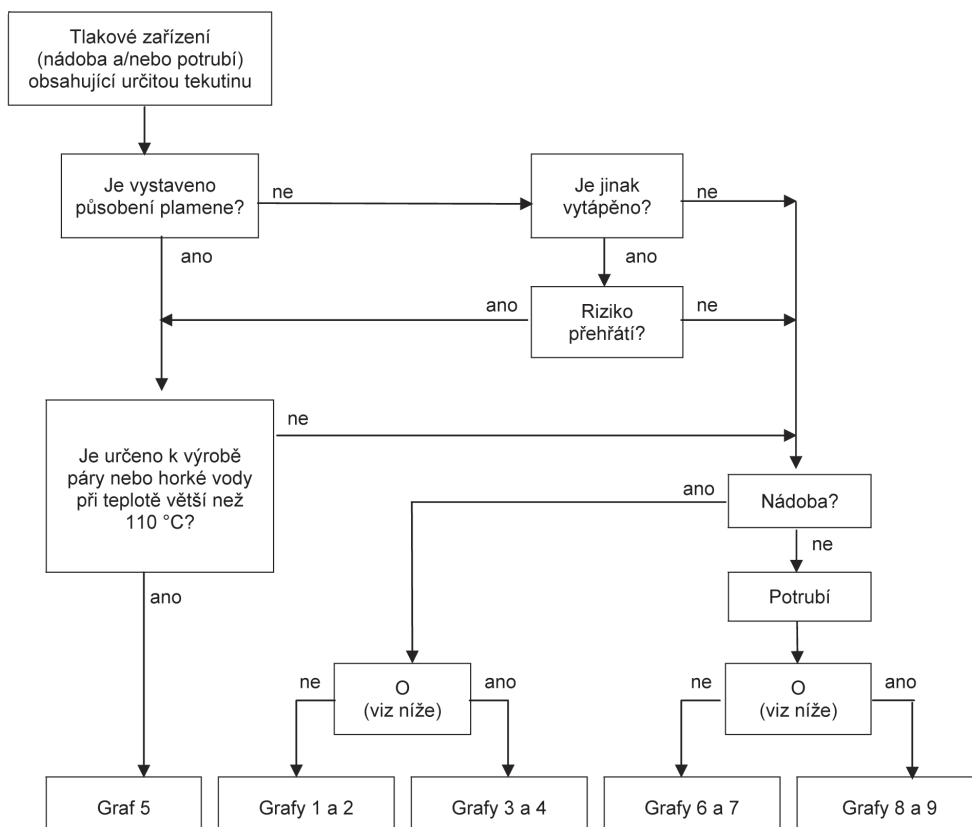 Tlakové zařízení
(nádoba a/nebo potrubí)
obsahující určitou tekutinu
Je vystaveno
působení plamene?
ne
Je jinak
vytápěno?
ne
ano
ano
ano
Riziko
přehřátí?
ne
Je určeno k výrobě
páry nebo horké vody
při teplotě větší než
110 °C?
ne
ano
Nádoba?
ne
ano
Potrubí
ne
O
(viz níže)
ano
ne
O
(viz níže)
ano
Graf 5
Grafy 1 a 2
Grafy 3 a 4
Grafy 6 a 7
Grafy 8 a 9